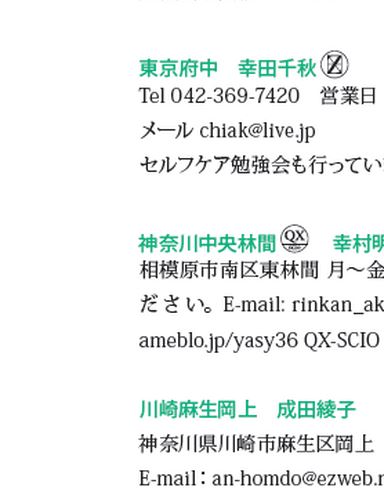 東京府中　幸田千秋
Tel 042-369-7420　営業日
メール chiak@live.jp
セルフケア勉強会も行ってい
神奈川中央林間 QX　幸村明
相模原市南区東林間 月〜金
ださい。E-mail: rinkan_ak
ameblo.jp/yasy36 QX-SCIO
川崎麻生岡上　成田綾子
神奈川県川崎市麻生区岡上
E-mail：an-homdo@ezweb.n